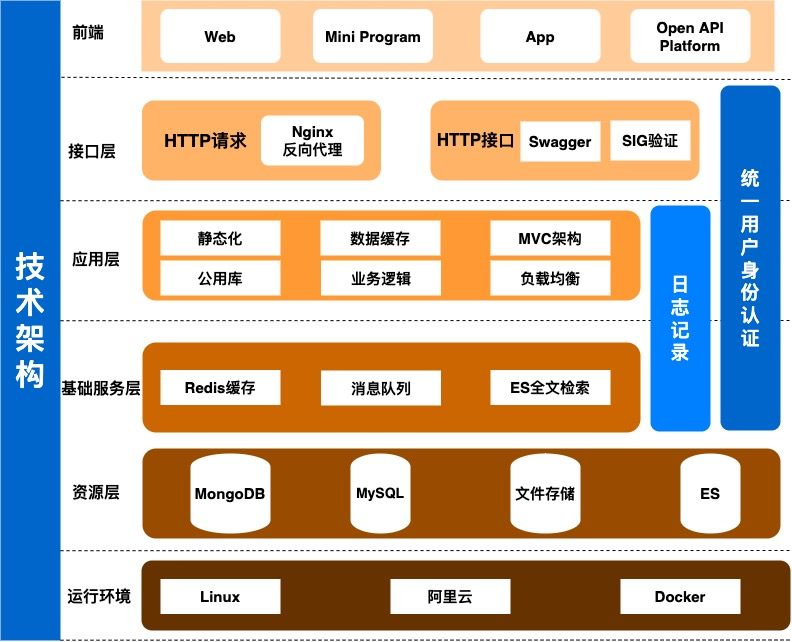 技术架构
前端
Web
Mini Program
App
Open API
Platform
接口层
HTTP请求
Nginx
反向代理
HTTP接口
Swagger
SIG验证
统一用户身份认证
应用层
静态化
数据缓存
MVC架构
公用库
业务逻辑
负载均衡
日志记录
基础服务层
Redis缓存
消息队列
ES全文检索
资源层
MongoDB
MySQL
文件存储
ES
运行环境
Linux
阿里云
Docker